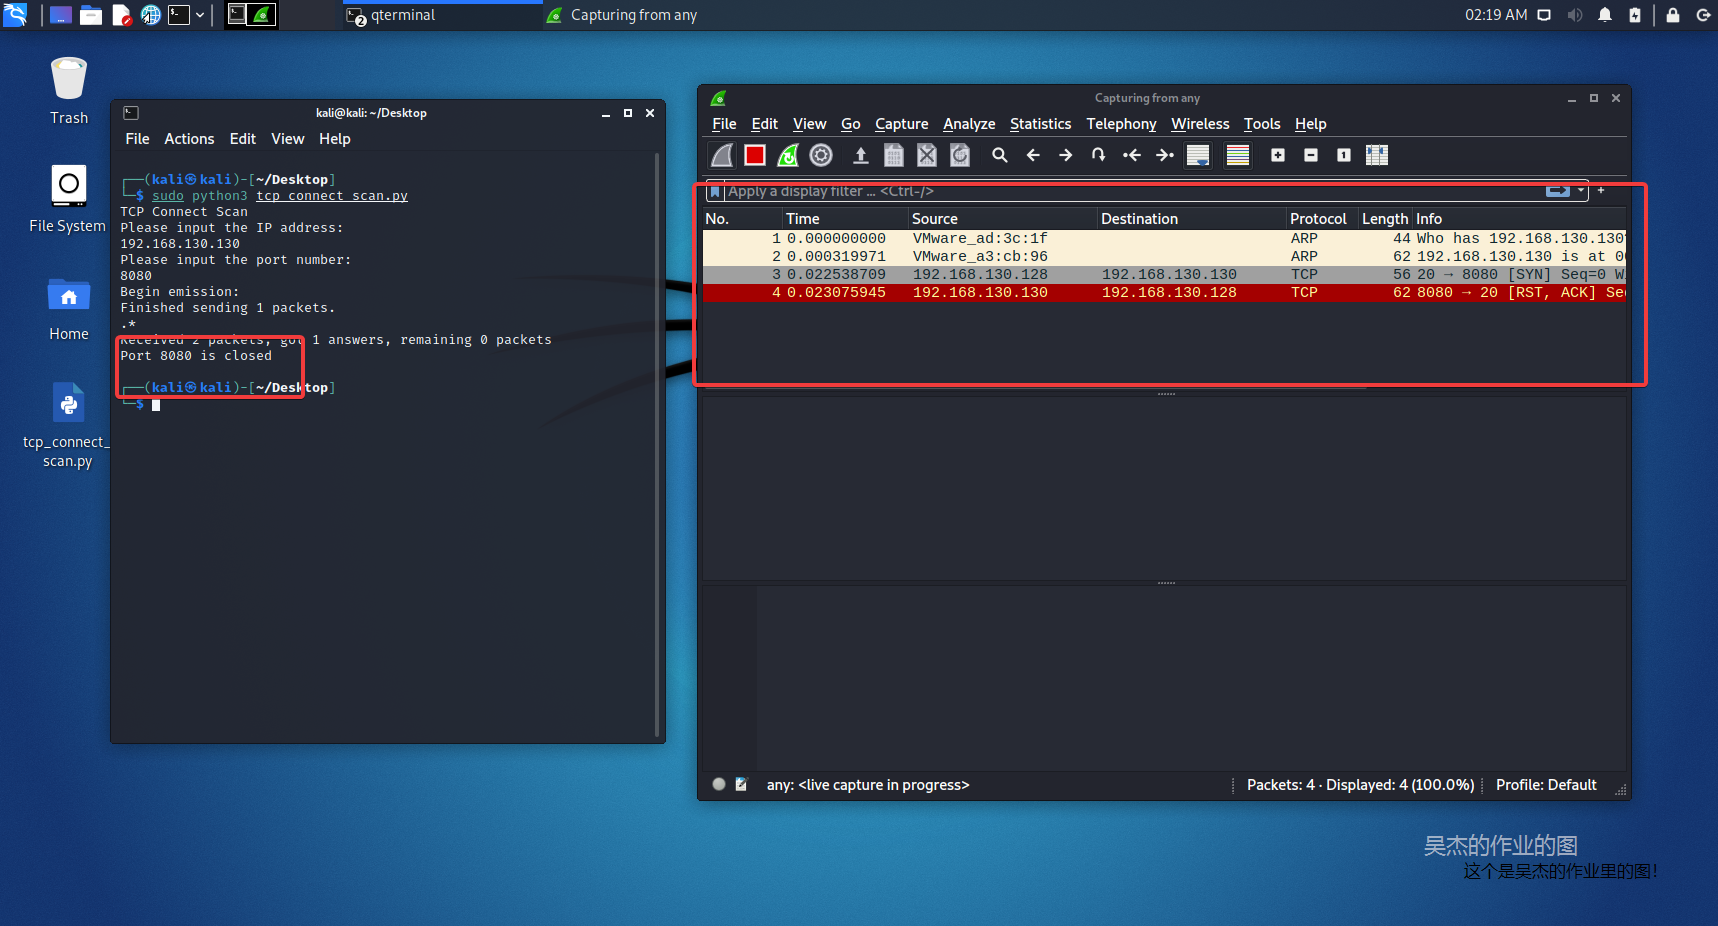 qterminal
Capturing from any
02:19 AM
Trash
File System
Home
tcp_connect_
scan.py
kali@kali: ~/Desktop
File Actions Edit View Help
(kali㉿kali)-[~/Desktop]
$ sudo python3 tcp_connect_scan.py
TCP Connect Scan
Please input the IP address:
192.168.130.130
Please input the port number:
8080
Begin emission:
Finished sending 1 packets.
.*
Received 2 packets, got 1 answers, remaining 0 packets
Port 8080 is closed
(kali㉿kali)-[~/Desktop]
$
Capturing from any
File Edit View Go Capture Analyze Statistics Telephony Wireless Tools Help
Apply a display filter ... <Ctrl-/>
No. Time Source Destination Protocol Length Info
1 0.000000000 VMware_ad:3c:1f ARP 44 Who has 192.168.130.130?
2 0.000319971 VMware_a3:cb:96 ARP 62 192.168.130.130 is at 0
3 0.022538709 192.168.130.128 192.168.130.130 TCP 56 20 → 8080 [SYN] Seq=0 W
4 0.023075945 192.168.130.130 192.168.130.128 TCP 62 8080 → 20 [RST, ACK] Se
any: <live capture in progress>
Packets: 4 · Displayed: 4 (100.0%)
Profile: Default
吴杰的作业的图
这个是吴杰的作业里的图!